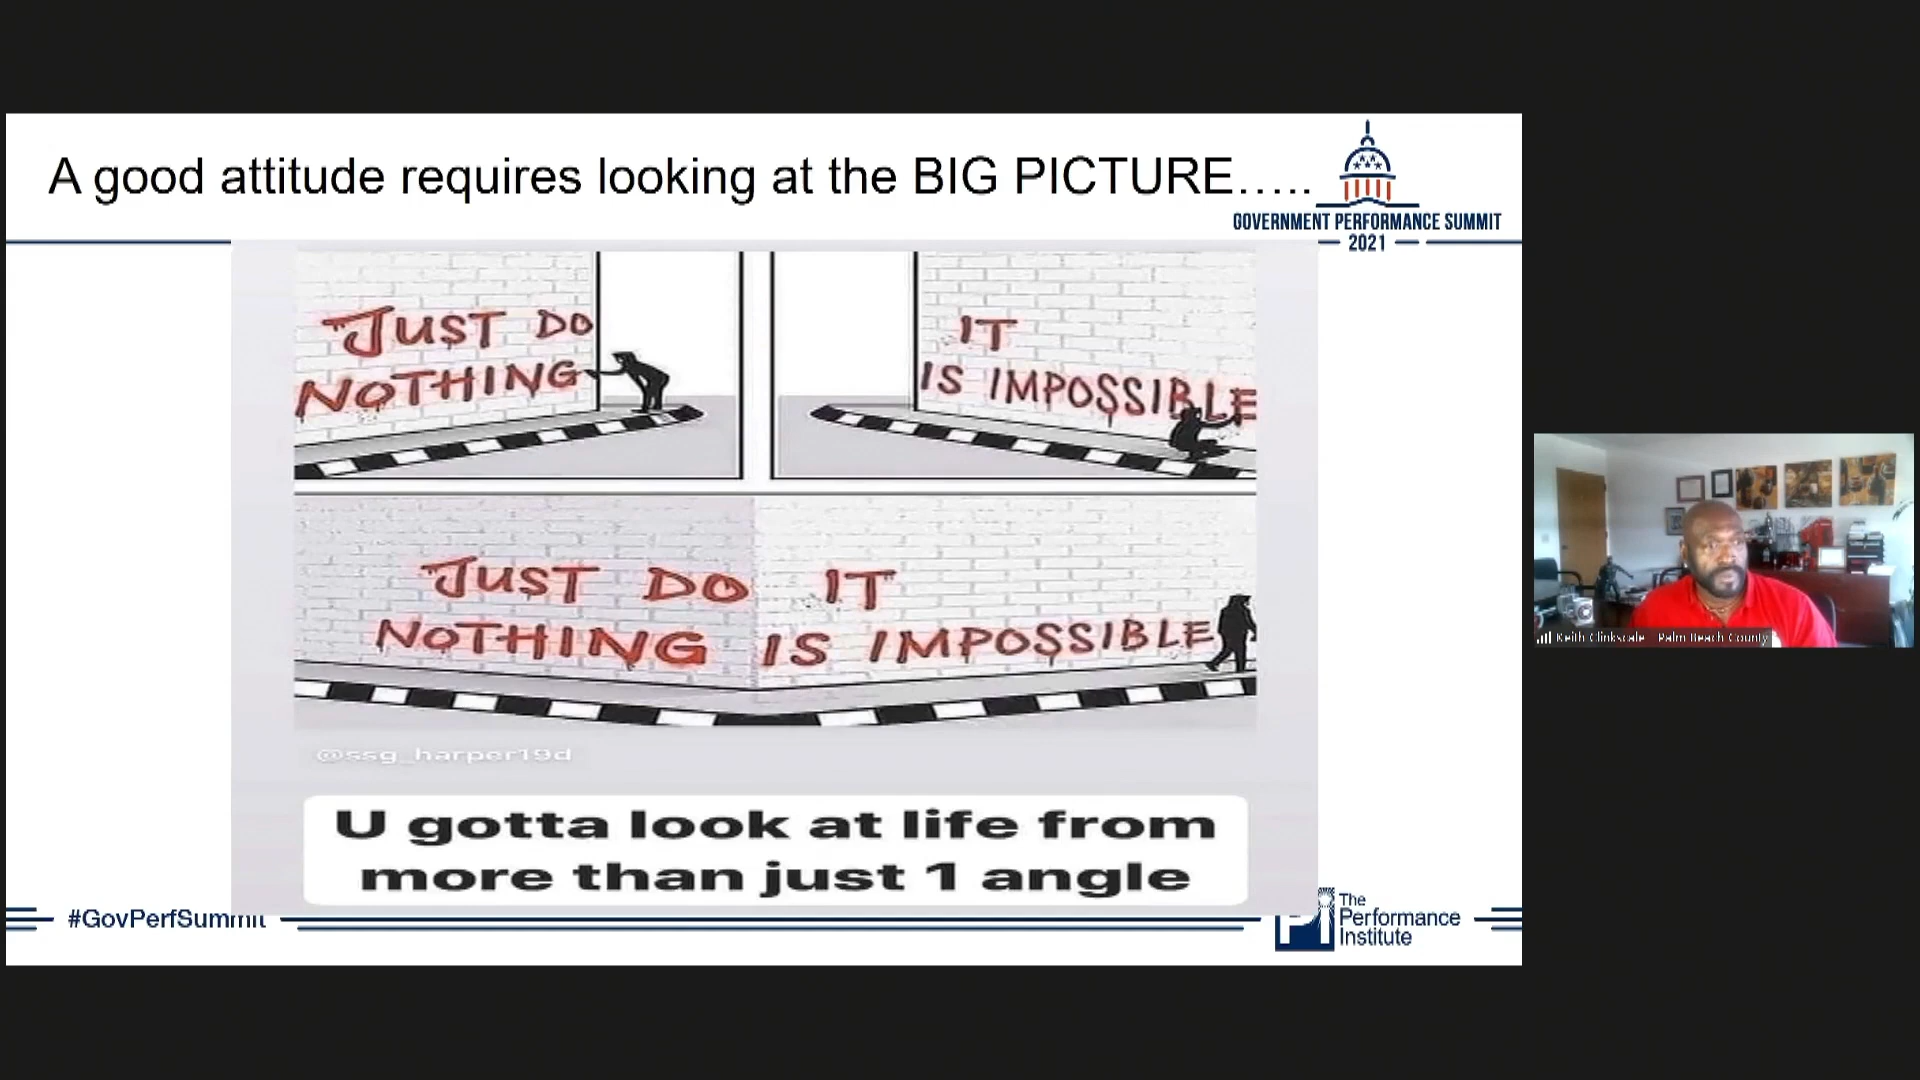 A good attitude requires looking at the BIG PICTURE.....
GOVERNMENT PERFORMANCE SUMMIT
2021
JUST DO
NOTHING
IT
IS IMPOSSIBLE
JUST DO IT
NOTHING IS IMPOSSIBLE
@ssg_harper19d
U gotta look at life from
more than just 1 angle
#GovPerfSummit
PI
The
Performance
Institute
Keith Clinkscale - Palm Beach County